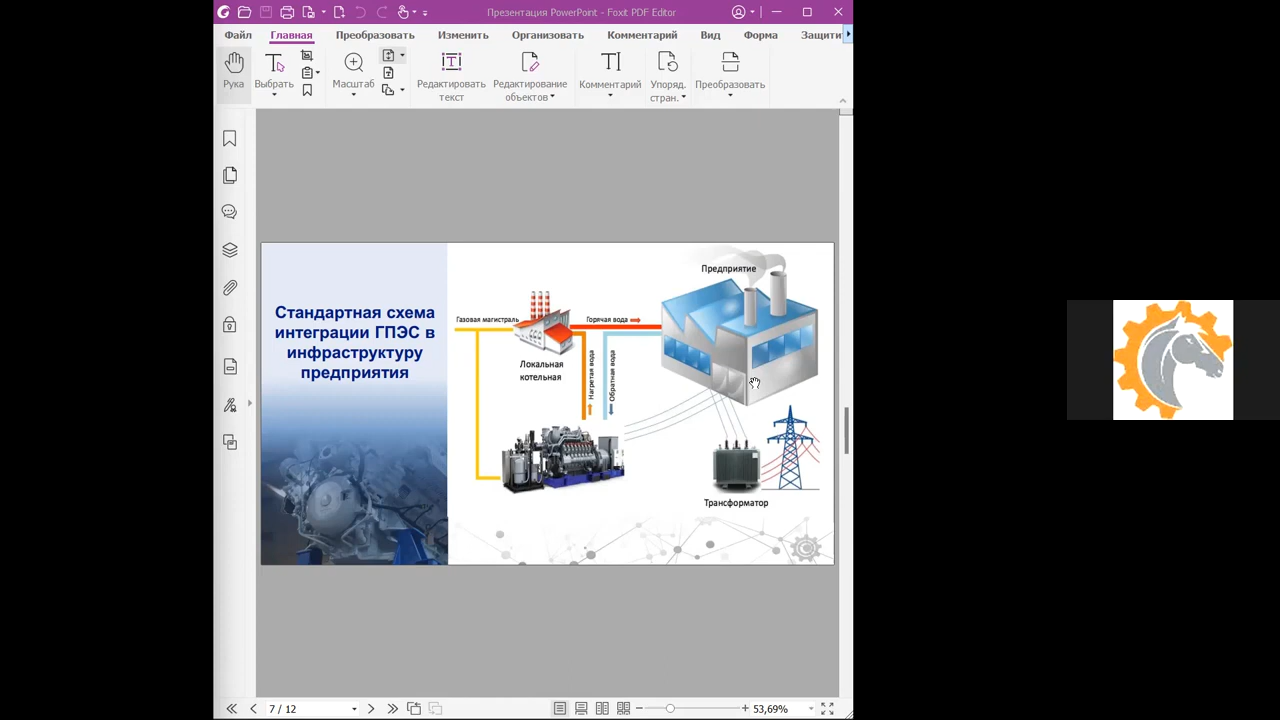 Презентация PowerPoint - Foxit PDF Editor
Файл Главная Преобразовать Изменить Организовать Комментарий Вид Форма Защити
Рука
Выбрать
Масштаб
Редактировать
текст
Редактирование
объектов
Комментарий
Упоряд.
стран.
Преобразовать
Стандартная схема
интеграции ГПЭС в
инфраструктуру
предприятия
Предприятие
Газовая магистраль
Горячая вода
Локальная
котельная
Нагретая вода
Обратная вода
Трансформатор
7 / 12
53,69%